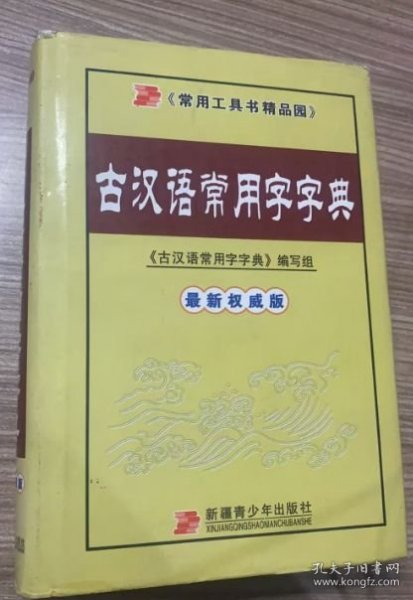 《常用工具书精品园》
古汉语常用字字典
《古汉语常用字字典》编写组
最新权威版
新疆青少年出版社
XINJIANGQINGSHAONIANCHUBANSHE
孔夫子旧书网
www.kongfz.com